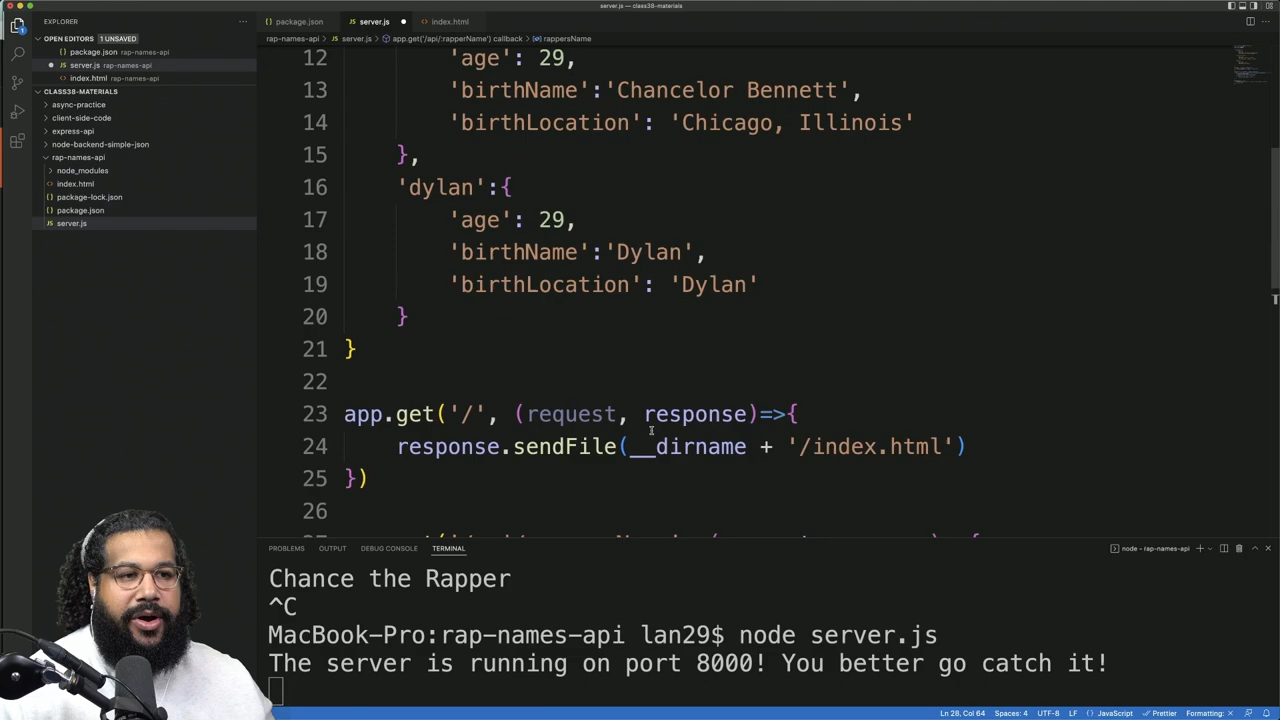 server.js — class38-materials
EXPLORER
OPEN EDITORS 1 UNSAVED
package.json rap-names-api
server.js rap-names-api
index.html rap-names-api
CLASS38-MATERIALS
async-practice
client-side-code
express-api
node-backend-simple-json
rap-names-api
node_modules
index.html
package-lock.json
package.json
JS server.js
package.json
JS server.js
index.html
rap-names-api > JS server.js > app.get('/api/:rapperName') callback > rappersName
12 'age': 29,
13 'birthName':'Chancelor Bennett',
14 'birthLocation': 'Chicago, Illinois'
15 },
16 'dylan':{
17 'age': 29,
18 'birthName':'Dylan',
19 'birthLocation': 'Dylan'
20 }
21 }
22
23 app.get('/', (request, response)=>{
24 response.sendFile(__dirname + '/index.html')
25 })
26
PROBLEMS OUTPUT DEBUG CONSOLE TERMINAL
node - rap-names-api
Chance the Rapper
^C
MacBook-Pro:rap-names-api lan29$ node server.js
The server is running on port 8000! You better go catch it!
Ln 28, Col 64 Spaces: 4 UTF-8 LF JavaScript Prettier Formatting: ×